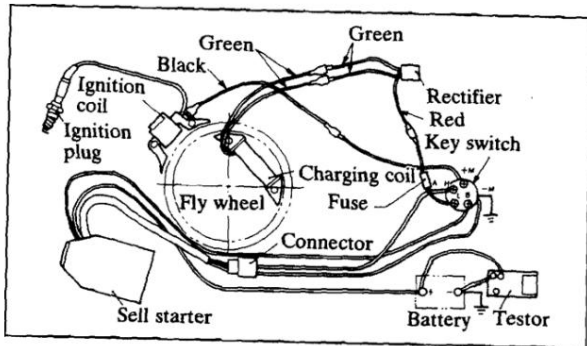 Green
Green
Black
Ignition
coil
Rectifier
Red
Ignition
plug
Key switch
+M
Charging coil
A
H
-M
Fly wheel
Fuse
Connector
+
-
Sell starter
Battery
Testor